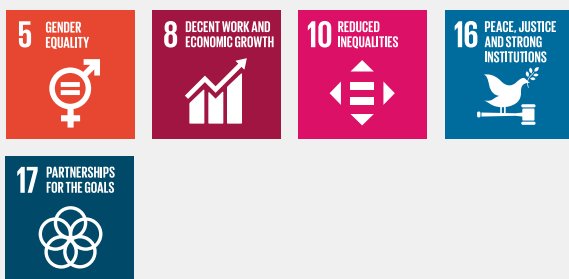 5 GENDER
EQUALITY
8 DECENT WORK AND
ECONOMIC GROWTH
10 REDUCED
INEQUALITIES
16 PEACE, JUSTICE
AND STRONG
INSTITUTIONS
17 PARTNERSHIPS
FOR THE GOALS